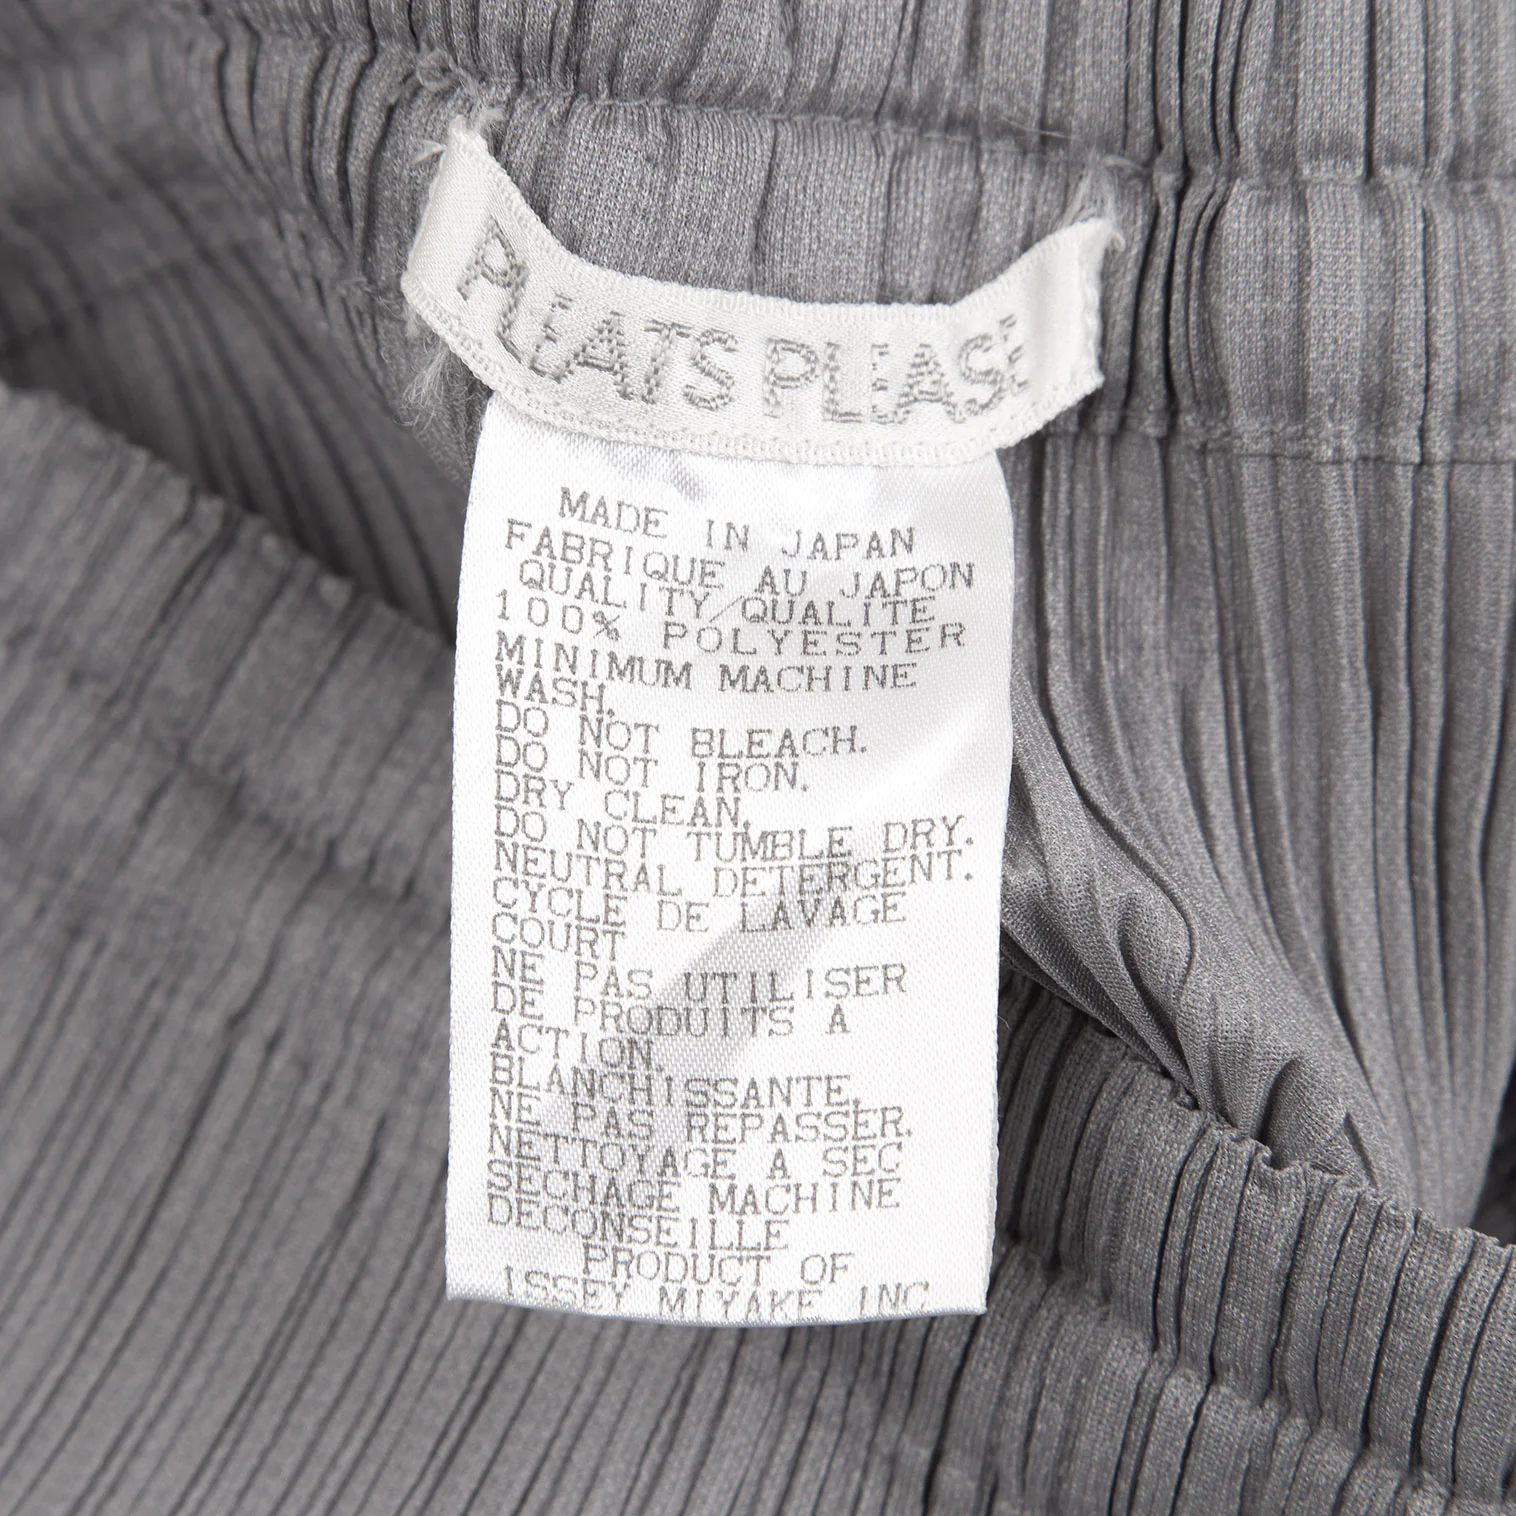 PLEATS PLEASE
MADE IN JAPAN
FABRIQUE AU JAPON
QUALITY/QUALITE
100% POLYESTER
MINIMUM MACHINE
WASH.
DO NOT BLEACH.
DO NOT IRON.
DRY CLEAN.
DO NOT TUMBLE DRY.
NEUTRAL DETERGENT.
CYCLE DE LAVAGE
COURT
NE PAS UTILISER
DE PRODUITS A
ACTION.
BLANCHISSANTE.
NE PAS REPASSER.
NETTOYAGE A SEC
SECHAGE MACHINE
DECONSEILLE
PRODUCT OF
ISSEY MIYAKE INC